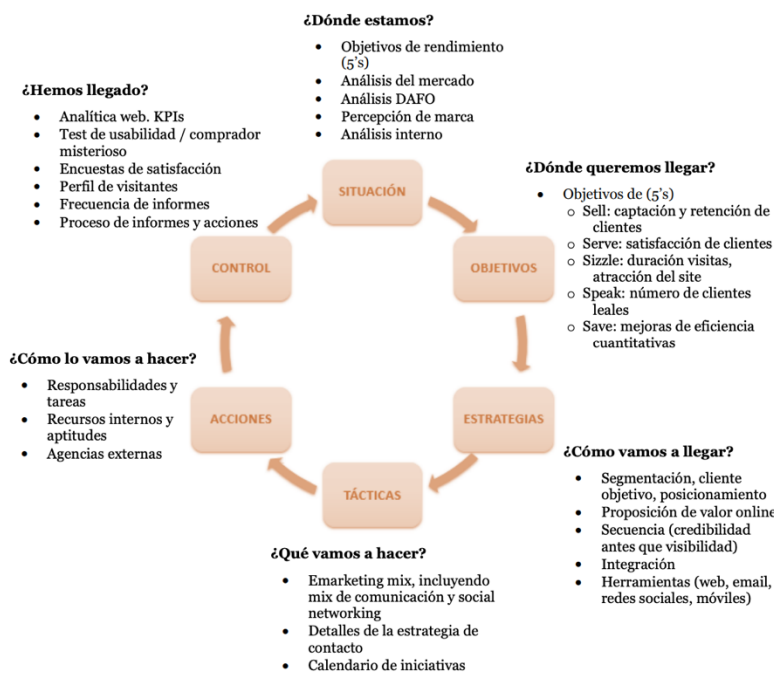 ¿Dónde estamos?
• Objetivos de rendimiento
(5's)
• Análisis del mercado
• Análisis DAFO
• Percepción de marca
• Análisis interno
¿Hemos llegado?
• Analítica web. KPIs
• Test de usabilidad / comprador
misterioso
• Encuestas de satisfacción
• Perfil de visitantes
• Frecuencia de informes
• Proceso de informes y acciones
SITUACIÓN
¿Dónde queremos llegar?
• Objetivos de (5's)
o Sell: captación y retención de
clientes
o Serve: satisfacción de clientes
o Sizzle: duración visitas,
atracción del site
o Speak: número de clientes
leales
o Save: mejoras de eficiencia
cuantitativas
CONTROL
OBJETIVOS
¿Cómo lo vamos a hacer?
• Responsabilidades y
tareas
• Recursos internos y
aptitudes
• Agencias externas
ACCIONES
ESTRATEGIAS
¿Cómo vamos a llegar?
• Segmentación, cliente
objetivo, posicionamiento
• Proposición de valor online
• Secuencia (credibilidad
antes que visibilidad)
• Integración
• Herramientas (web, email,
redes sociales, móviles)
TÁCTICAS
¿Qué vamos a hacer?
• Emarketing mix, incluyendo
mix de comunicación y social
networking
• Detalles de la estrategia de
contacto
• Calendario de iniciativas